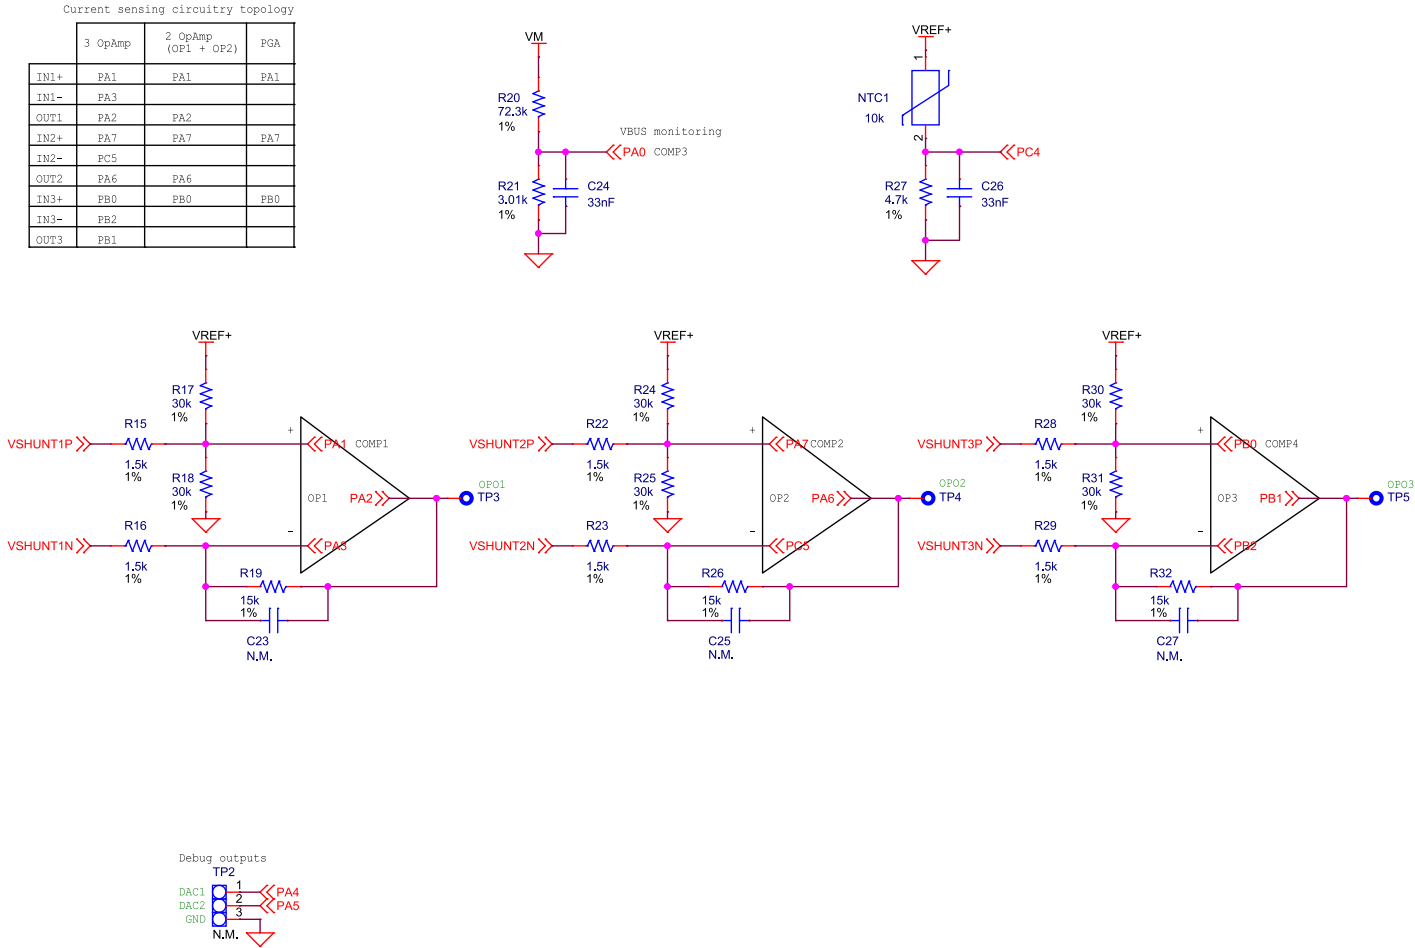 Current sensing circuitry topology
3 OpAmp
2 OpAmp
(OP1 + OP2)
PGA
IN1+ PA1 PA1 PA1
IN1- PA3
OUT1 PA2 PA2
IN2+ PA7 PA7 PA7
IN2- PC5
OUT2 PA6 PA6
IN3+ PB0 PB0 PB0
IN3- PB2
OUT3 PB1
VM
R20
72.3k
1%
VBUS monitoring
PA0 COMP3
R21
3.01k
1%
C24
33nF
VREF+
1
NTC1
10k
2
PC4
R27
4.7k
1%
C26
33nF
VREF+
R17
30k
1%
R15
VSHUNT1P
1.5k
1%
+
PA1 COMP1
R18
30k
1%
OP1
PA2
OPO1
TP3
R16
VSHUNT1N
1.5k
1%
-
PA3
R19
15k
1%
C23
N.M.
VREF+
R24
30k
1%
R22
VSHUNT2P
1.5k
1%
+
PA7 COMP2
R25
30k
1%
OP2
PA6
OPO2
TP4
R23
VSHUNT2N
1.5k
1%
-
PC5
R26
15k
1%
C25
N.M.
VREF+
R30
30k
1%
R28
VSHUNT3P
1.5k
1%
+
PB0 COMP4
R31
30k
1%
OP3
PB1
OPO3
TP5
R29
VSHUNT3N
1.5k
1%
-
PB2
R32
15k
1%
C27
N.M.
Debug outputs
TP2
DAC1 1 PA4
DAC2 2 PA5
GND 3
N.M.